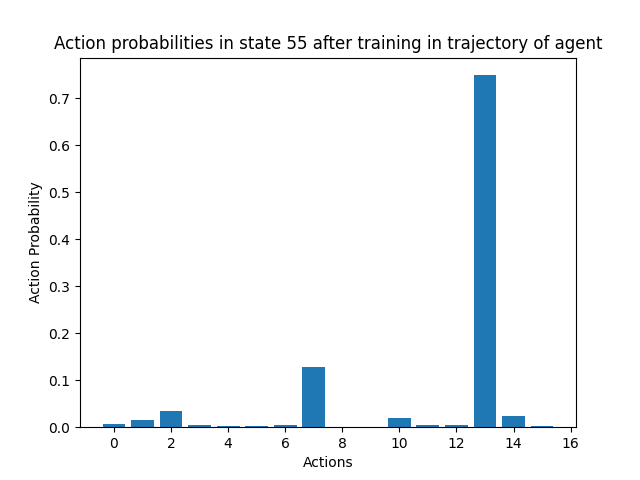 Action probabilities in state 55 after training in trajectory of agent
0.7
0.6
0.5
0.4
0.3
0.2
0.1
0.0
Action Probability
0 2 4 6 8 10 12 14 16
Actions